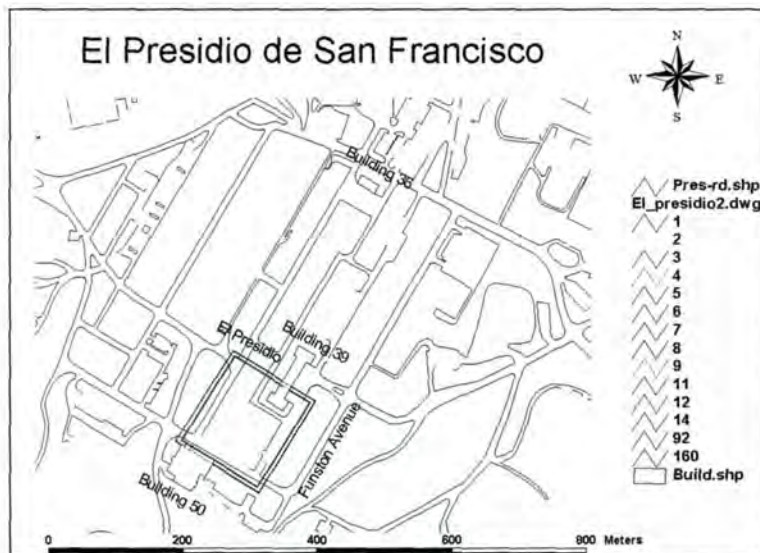 El Presidio de San Francisco
N
W E
S
Building 35
El Presidio
Building 39
Funston Avenue
Building 50
Pres-rd.shp
El_presidio2.dwg
1
2
3
4
5
6
7
8
9
11
12
14
92
160
Build.shp
0 200 400 600 800 Meters